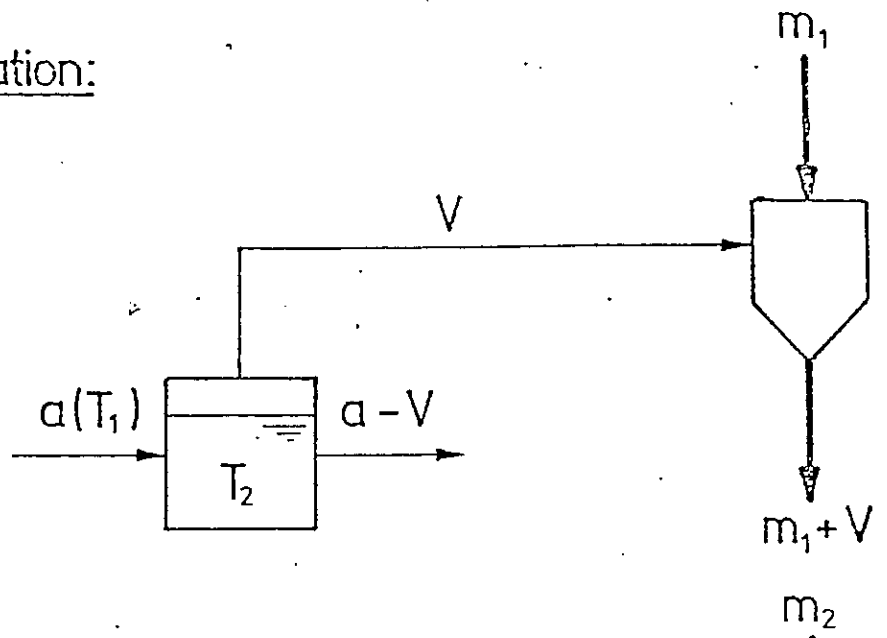 ation:
m₁
V
a(T₁)
a-V
T₂
m₁+V
m₂